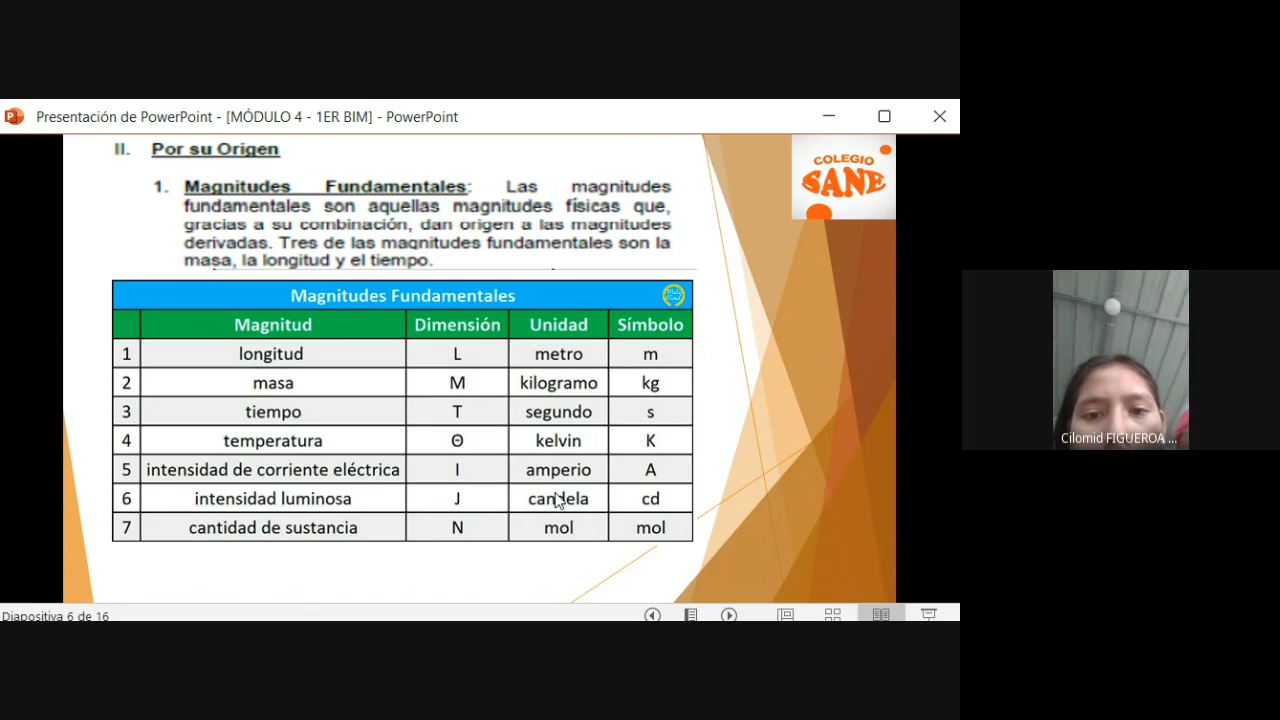 Presentación de PowerPoint - [MÓDULO 4 - 1ER BIM] - PowerPoint
II. Por su Origen
COLEGIO
SANE
1. Magnitudes Fundamentales: Las magnitudes
fundamentales son aquellas magnitudes físicas que,
gracias a su combinación, dan origen a las magnitudes
derivadas. Tres de las magnitudes fundamentales son la
masa, la longitud y el tiempo.
Magnitudes Fundamentales
Magnitud Dimensión Unidad Símbolo
1 longitud L metro m
2 masa M kilogramo kg
3 tiempo T segundo s
4 temperatura Θ kelvin K
5 intensidad de corriente eléctrica I amperio A
6 intensidad luminosa J candela cd
7 cantidad de sustancia N mol mol
Cilomid FIGUEROA ...
Diapositiva 6 de 16